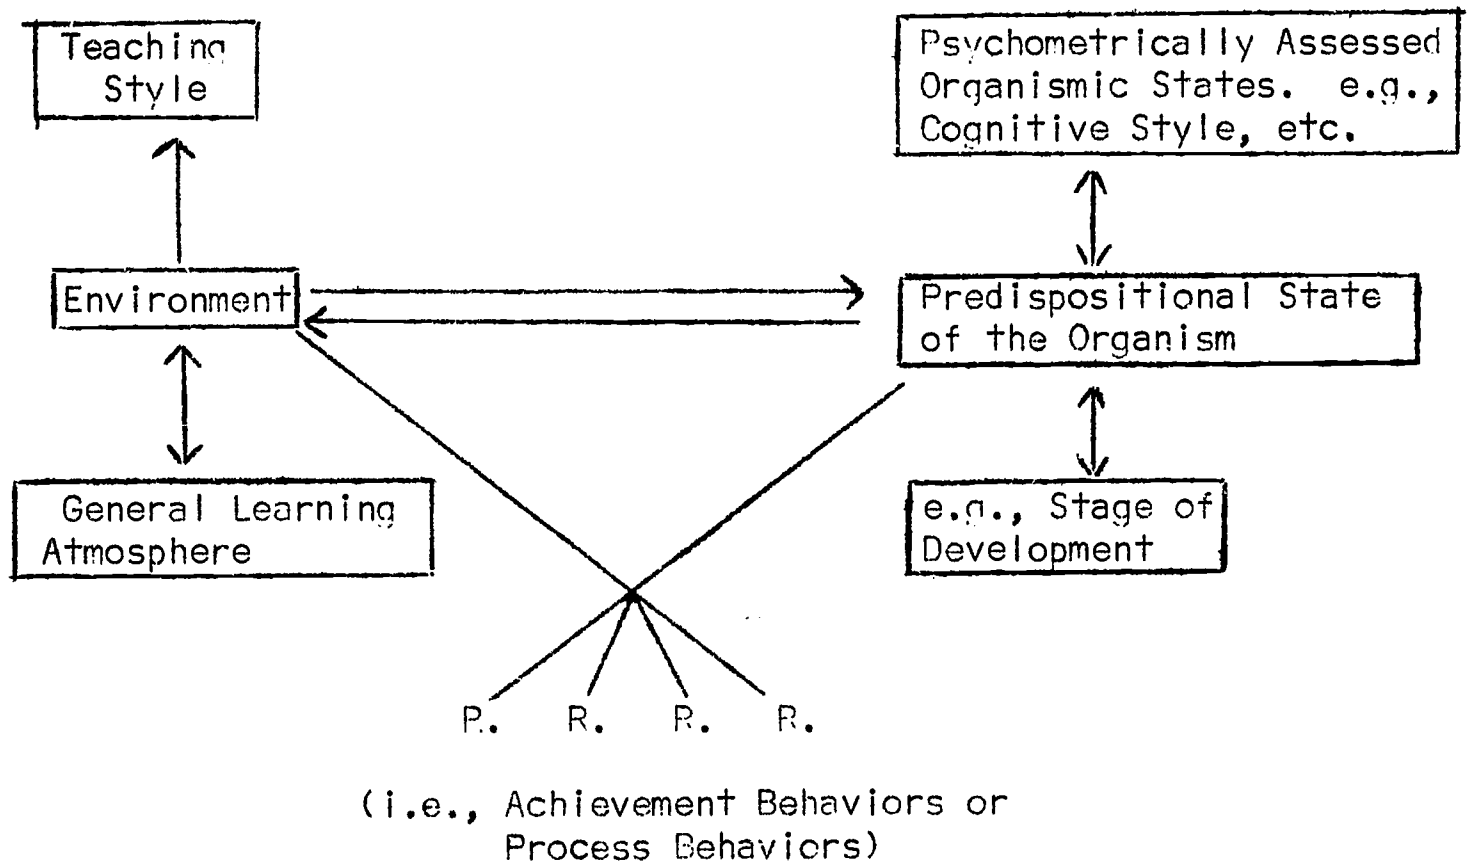 Teaching
Style
Psychometrically Assessed
Organismic States. e.g.,
Cognitive Style, etc.
Environment
Predispositional State
of the Organism
General Learning
Atmosphere
e.g., Stage of
Development
R. R. R. R.
(i.e., Achievement Behaviors or
Process Behaviors)